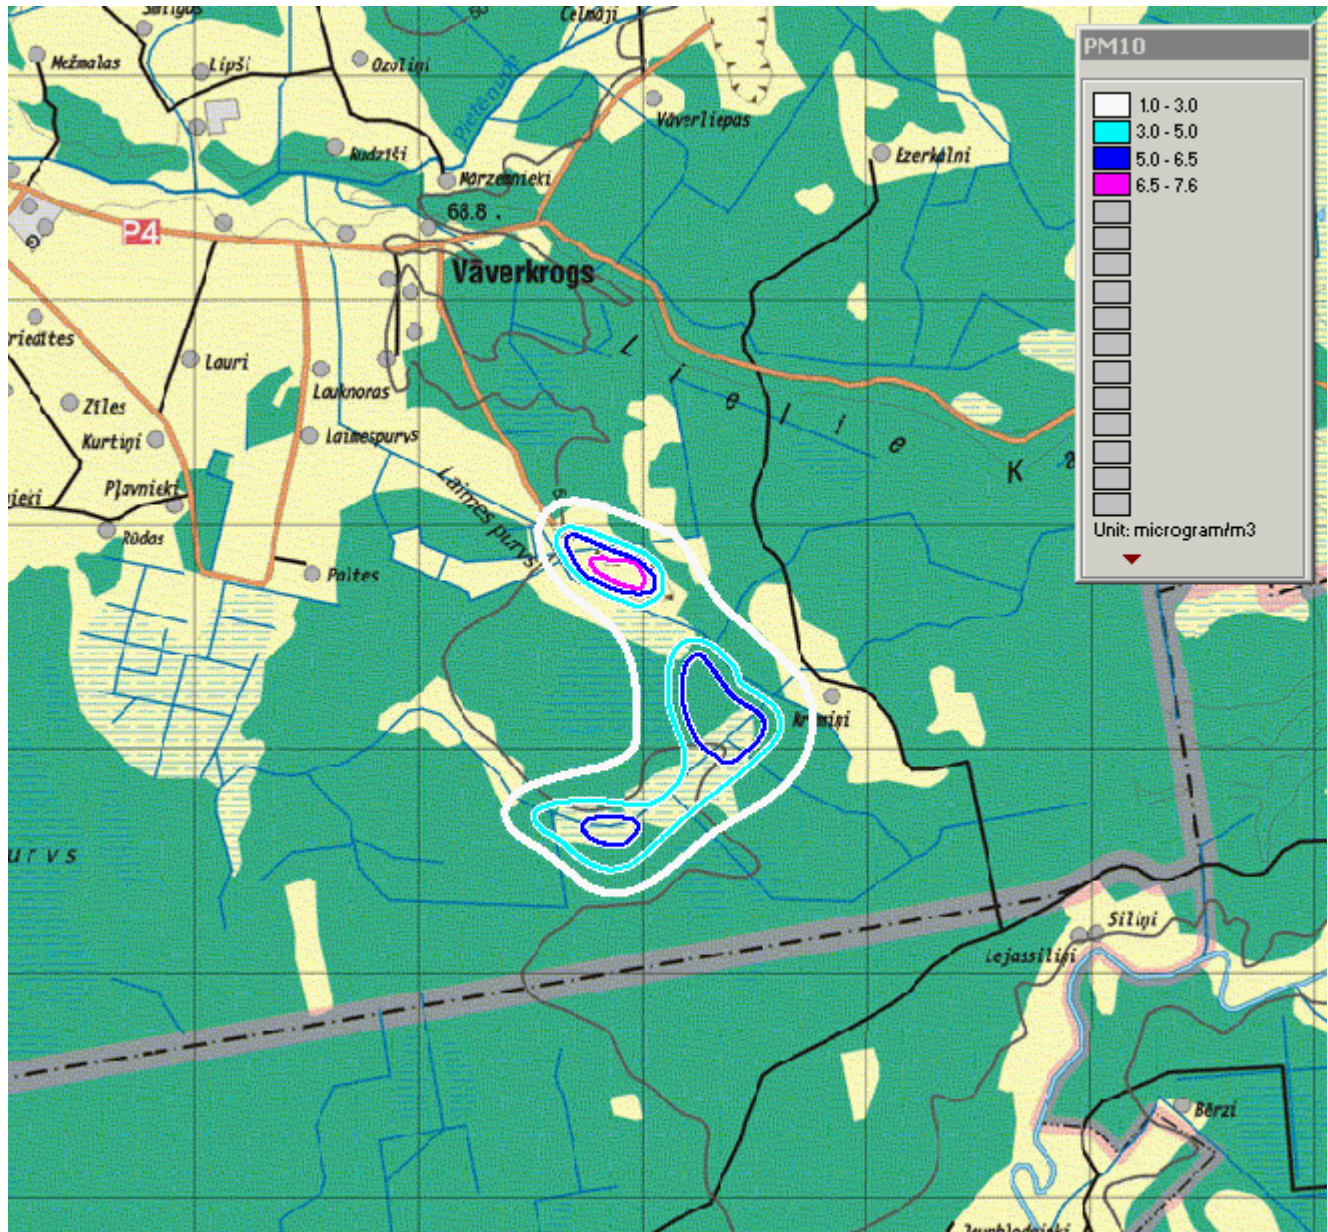 Celmāji
PM10
Mežmalas
Lipši
Ozoliņi
1.0 - 3.0
3.0 - 5.0
5.0 - 6.5
6.5 - 7.6
Vāverliepas
Rudzīši
Ezerkalni
Mārzemnieki
68.8 .
P4
Vāverkrogs
Lauri
Lielie K
Lauknoras
Zīles
Kurtiņi
Laimespurvs
Laimes purvs
Pļavnieki
Rūdas
Paltes
Unit: microgram/m3
Siliņi
Lejassiliņi
Bērzi